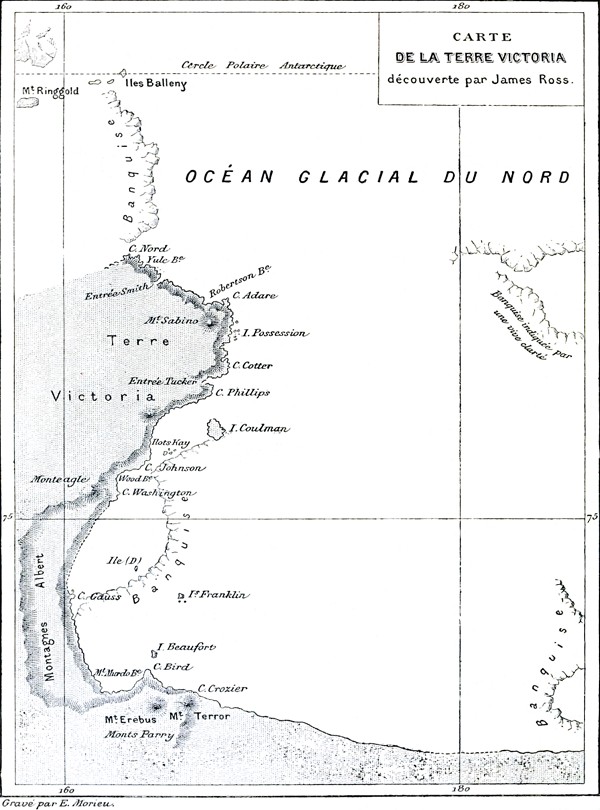 160
180
CARTE
DE LA TERRE VICTORIA
découverte par James Ross.
Cercle Polaire Antarctique
Iles Balleny
Mt Ringgold
Banquise
OCÉAN GLACIAL DU NORD
C. Nord
Yule Be
Robertson Be
Entrée Smith
C. Adare
Mt Sabino
I. Possession
Terre
Banquise indiquée par
une vive clarté
C. Cotter
Entrée Tucker
C. Phillips
Victoria
I. Coulman
Ilots Kay
C. Johnson
Monteagle
Wood Be
C. Washington
75
75
Banquise
Ile (D)
Albert
Montagnes
C. Gauss
Is Franklin
Banquise
I. Beaufort
C. Bird
Mc Murdo Be
C. Crozier
Mt Erebus
Mt Terror
Monts Parry
160
180
Gravé par E. Morieu.